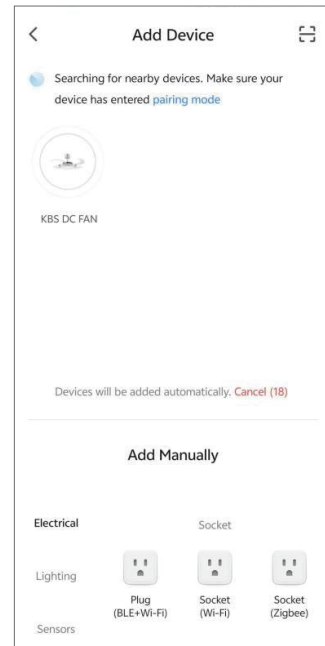 Add Device
Searching for nearby devices. Make sure your
device has entered pairing mode
KBS DC FAN
Devices will be added automatically. Cancel (18)
Add Manually
Electrical
Socket
Lighting
Plug
(BLE+Wi-Fi)
Socket
(Wi-Fi)
Socket
(Zigbee)
Sensors